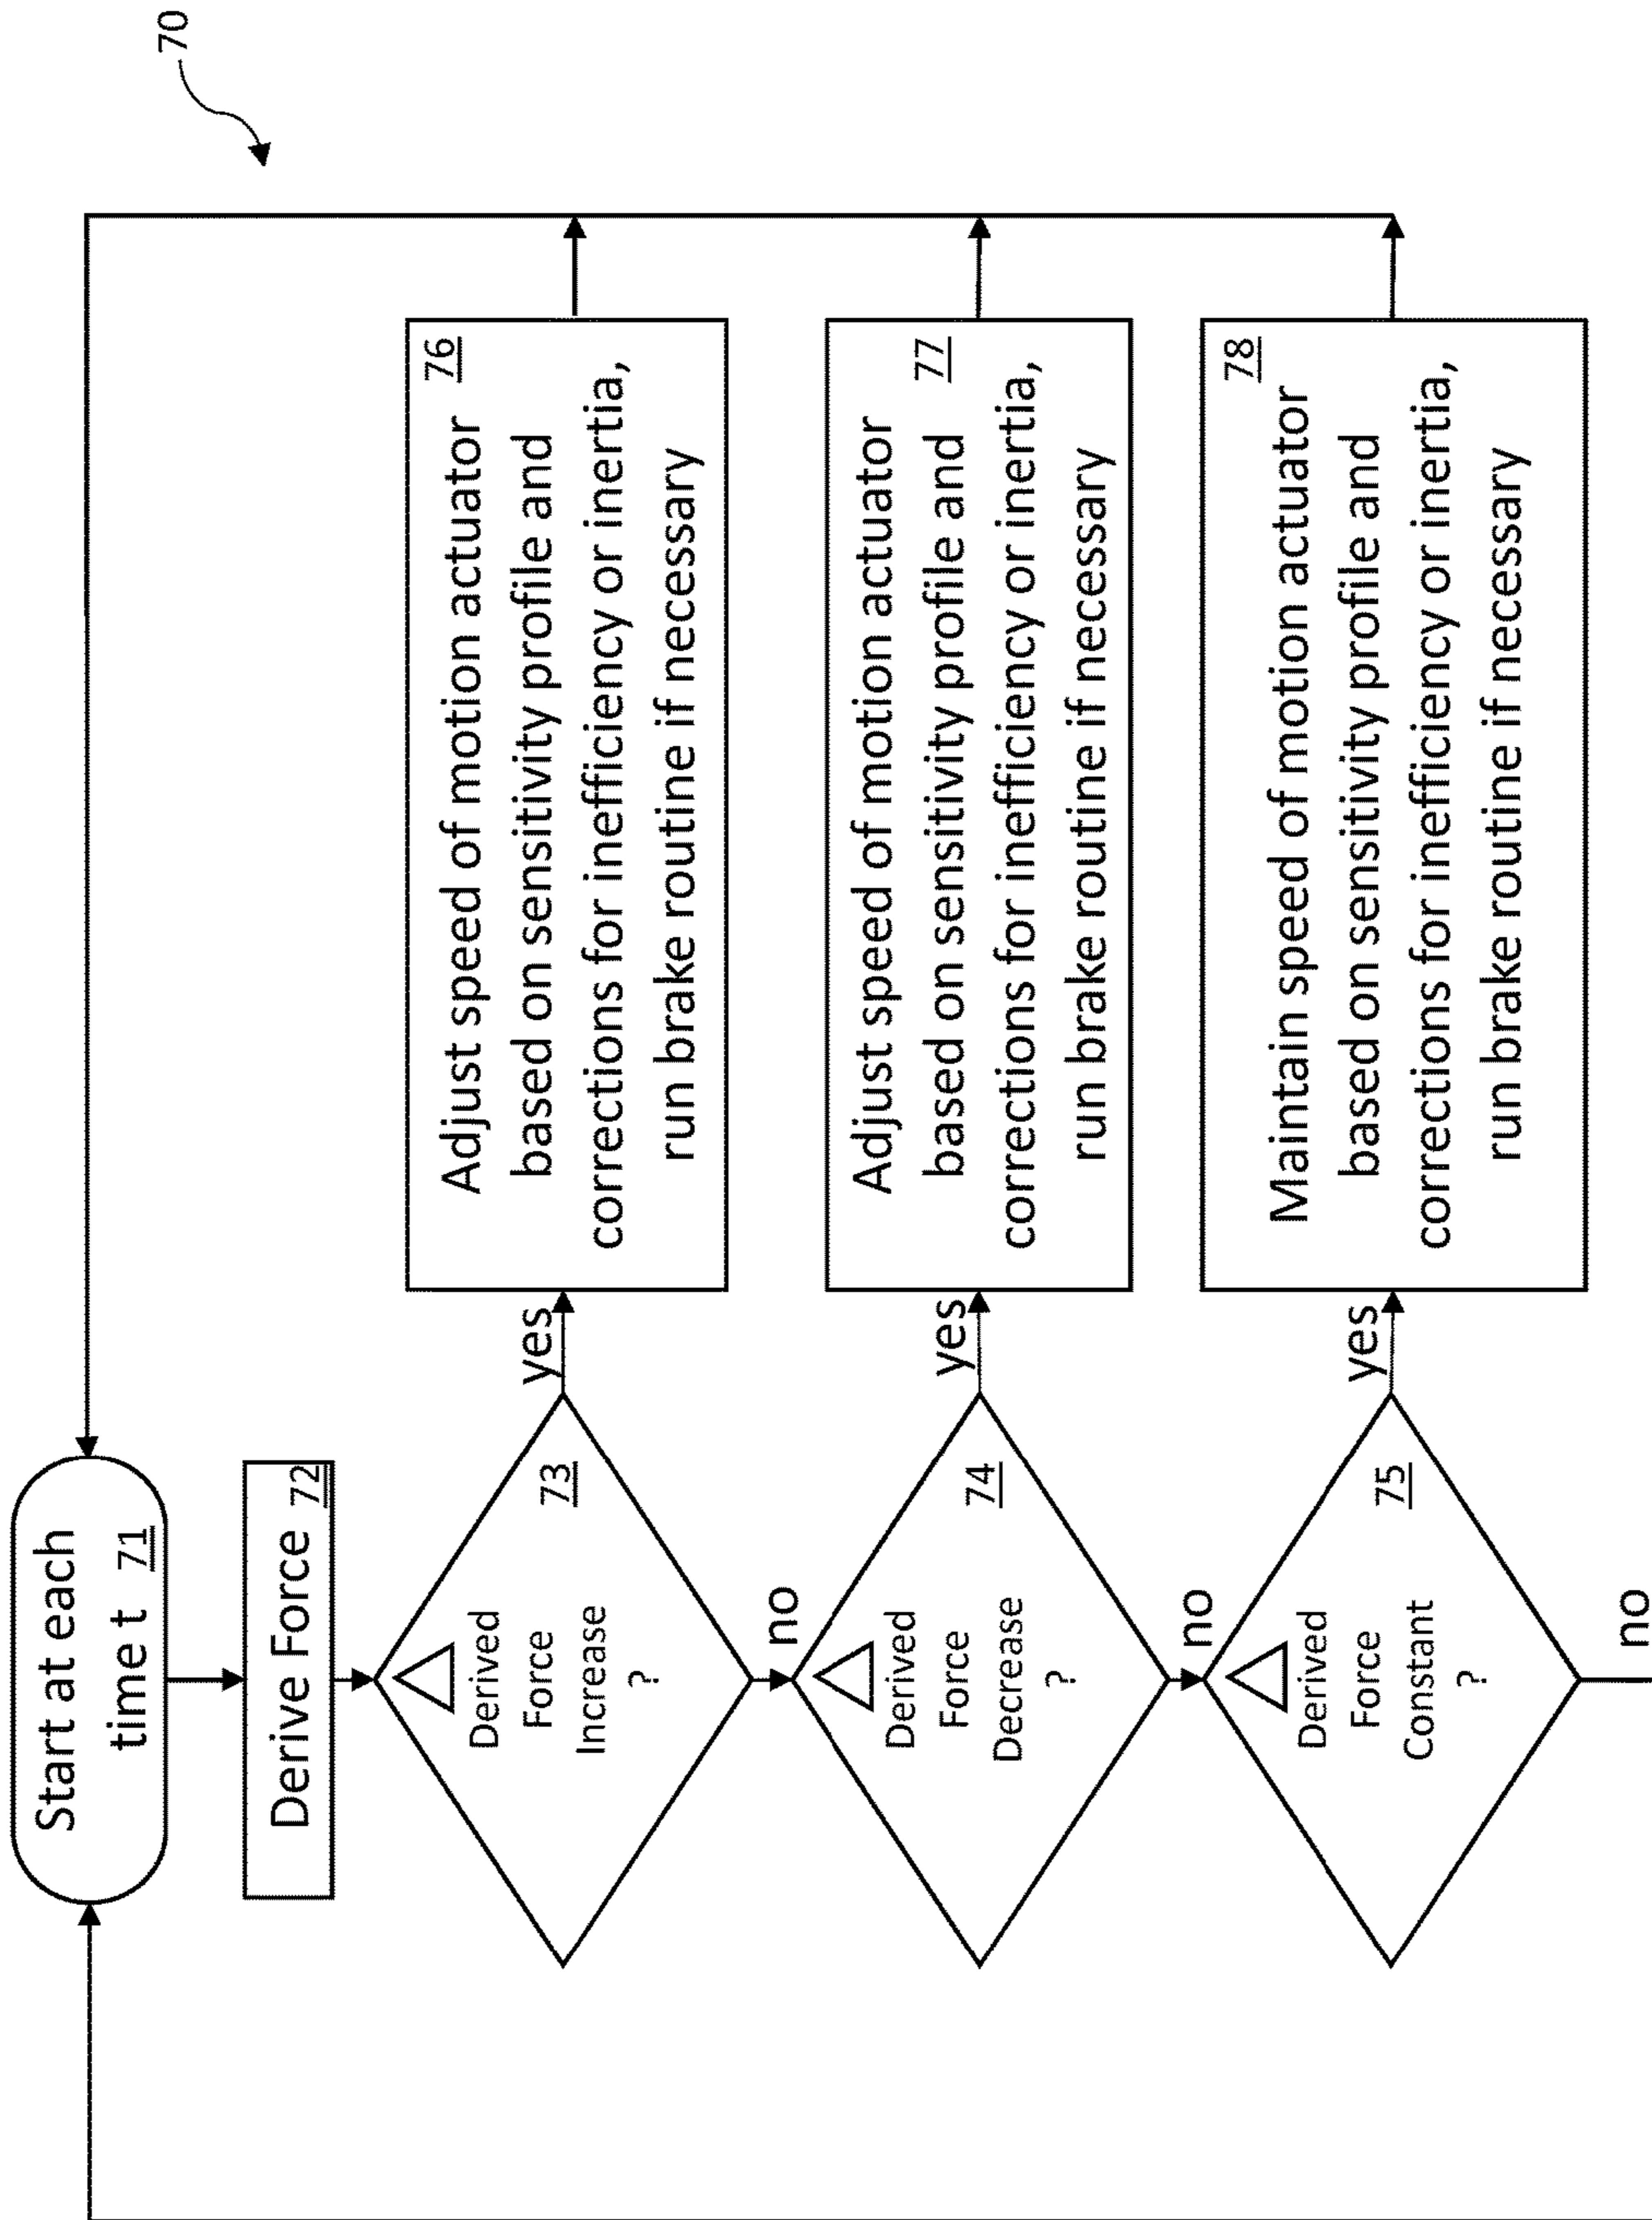 70
Start at each
time t 71
Derive Force 72
Derived
Force
Increase
?
73
yes
Adjust speed of motion actuator
based on sensitivity profile and
corrections for inefficiency or inertia,
run brake routine if necessary
76
no
Derived
Force
Decrease
?
74
yes
Adjust speed of motion actuator
based on sensitivity profile and
corrections for inefficiency or inertia,
run brake routine if necessary
77
no
Derived
Force
Constant
?
75
yes
Maintain speed of motion actuator
based on sensitivity profile and
corrections for inefficiency or inertia,
run brake routine if necessary
78
no